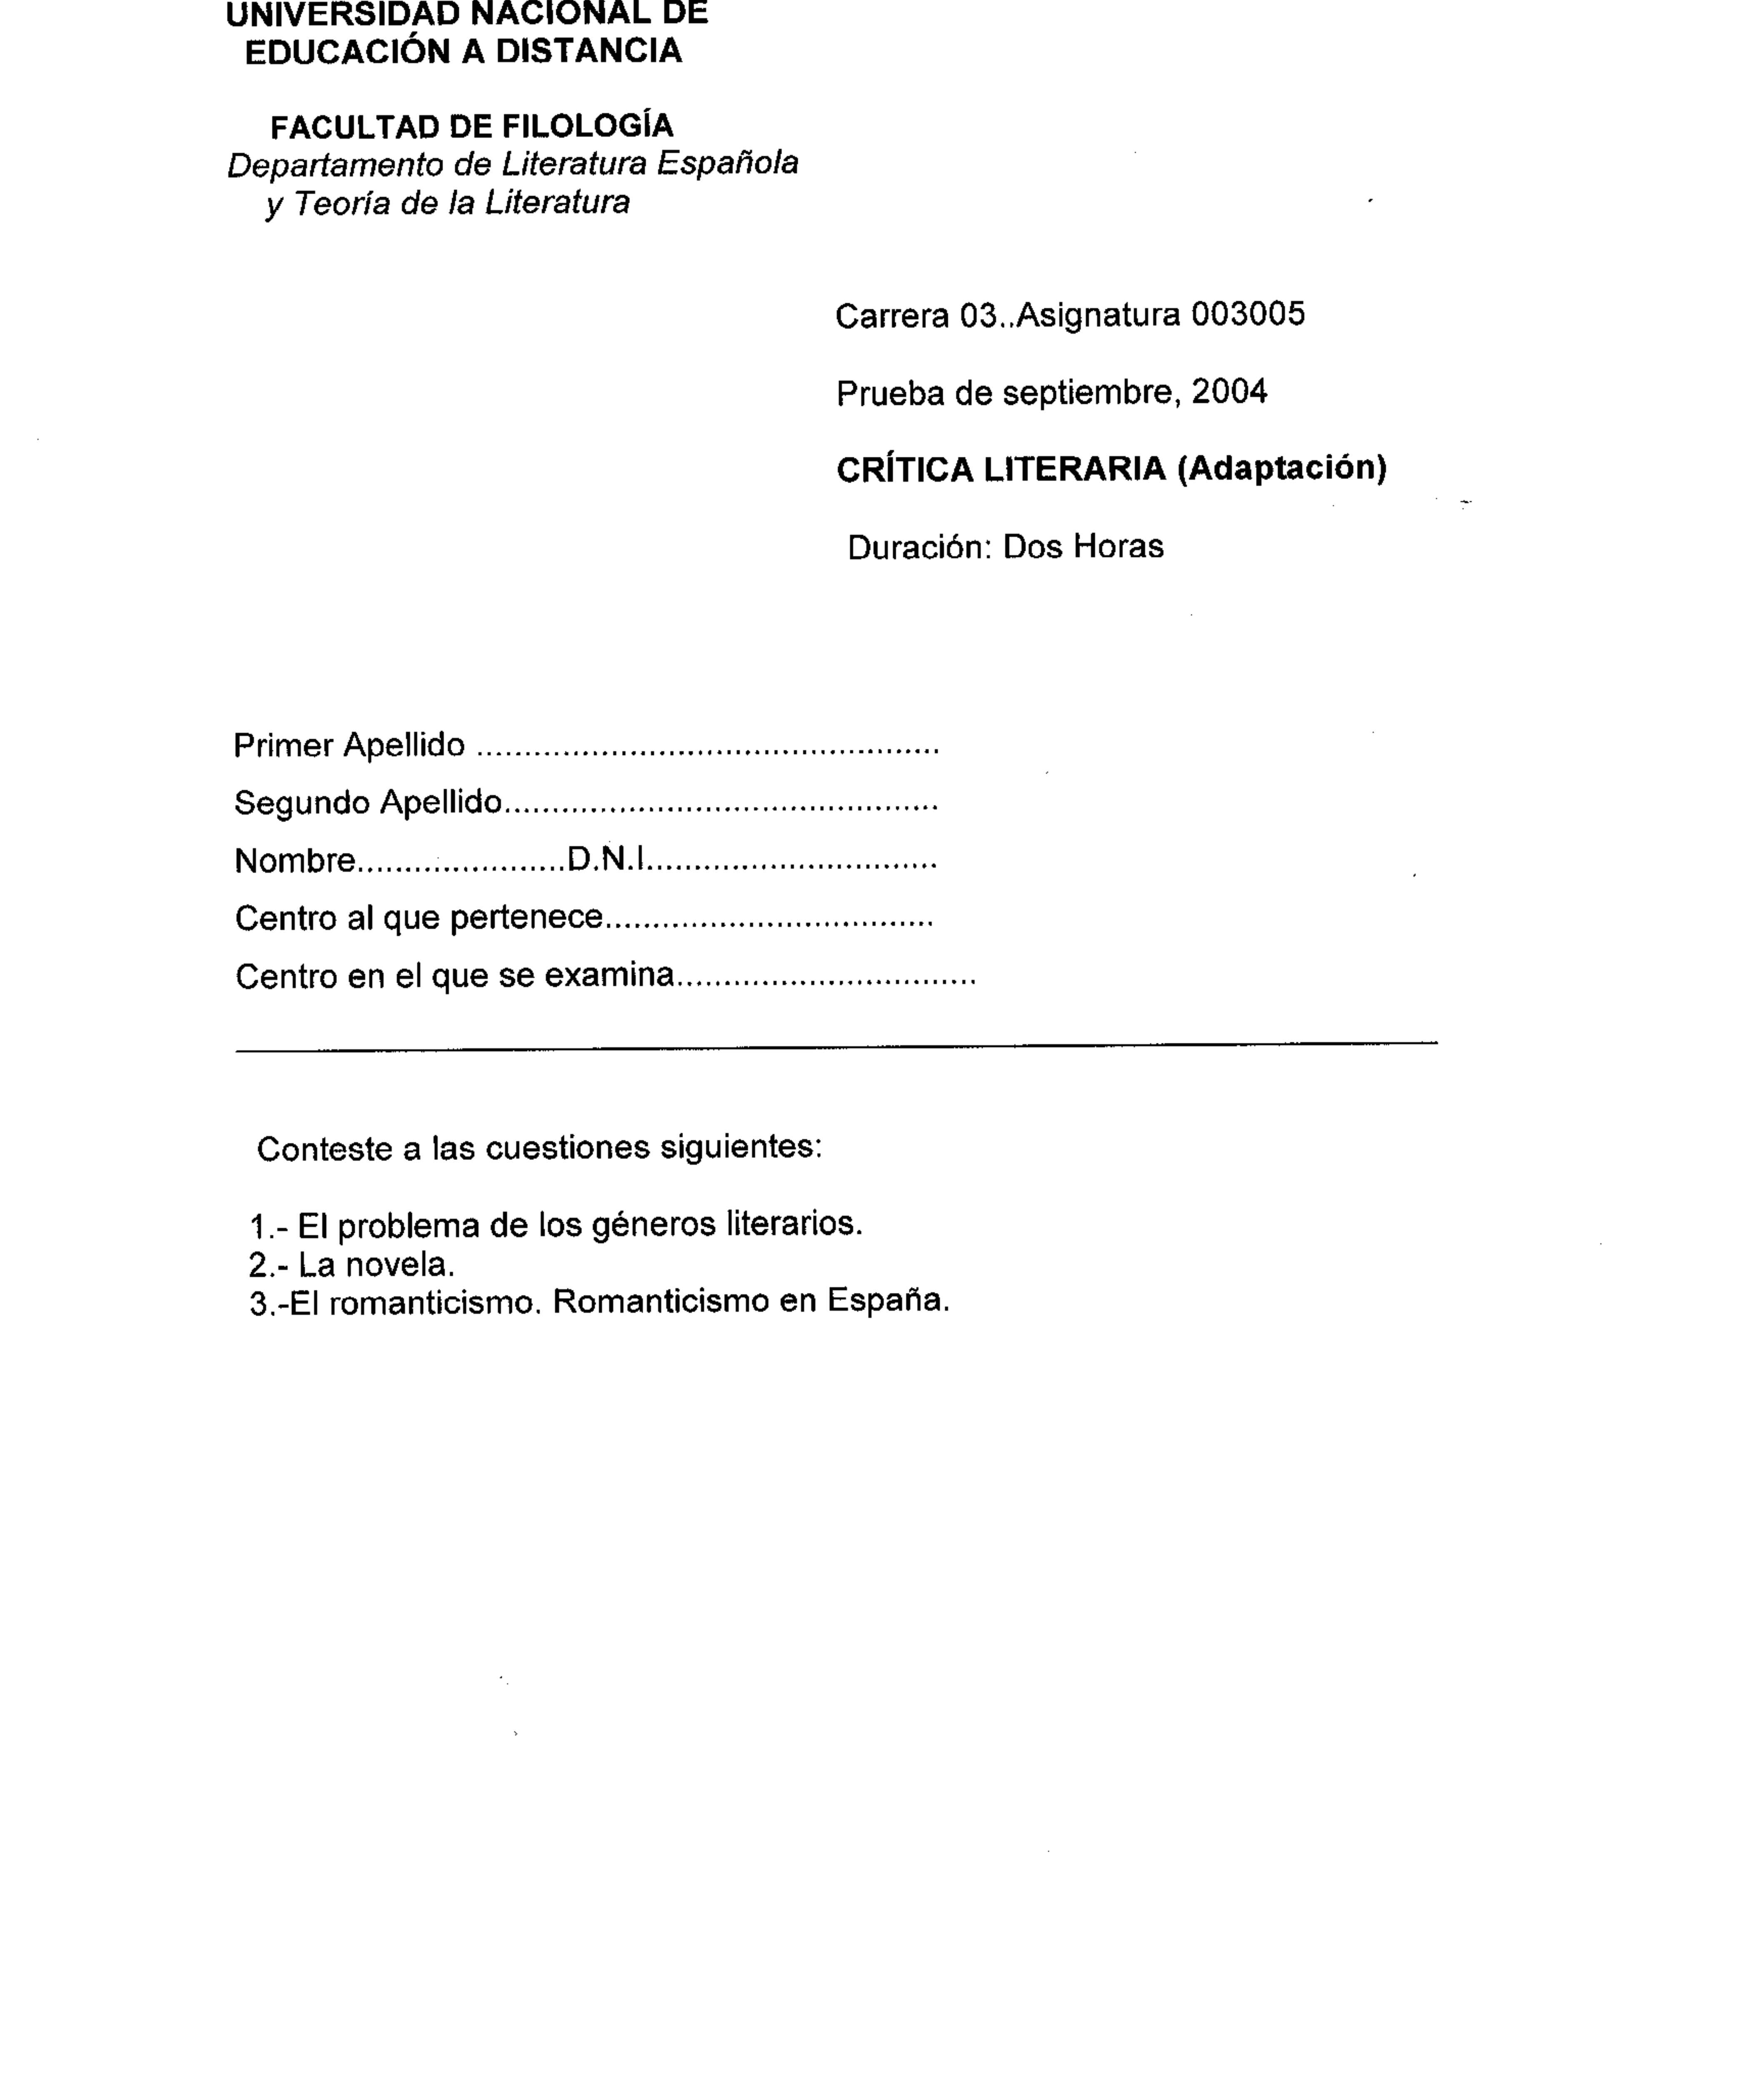 UNIVERSIDAD NACIONAL DE
EDUCACIÓN A DISTANCIA
FACULTAD DE FILOLOGÍA
Departamento de Literatura Española
y Teoría de la Literatura
Carrera 03..Asignatura 003005
Prueba de septiembre, 2004
CRÍTICA LITERARIA (Adaptación)
Duración: Dos Horas
Primer Apellido ................................................
Segundo Apellido.............................................
Nombre......................D.N.I..............................
Centro al que pertenece..................................
Centro en el que se examina...............................
Conteste a las cuestiones siguientes:
1.- El problema de los géneros literarios.
2.- La novela.
3.-El romanticismo. Romanticismo en España.